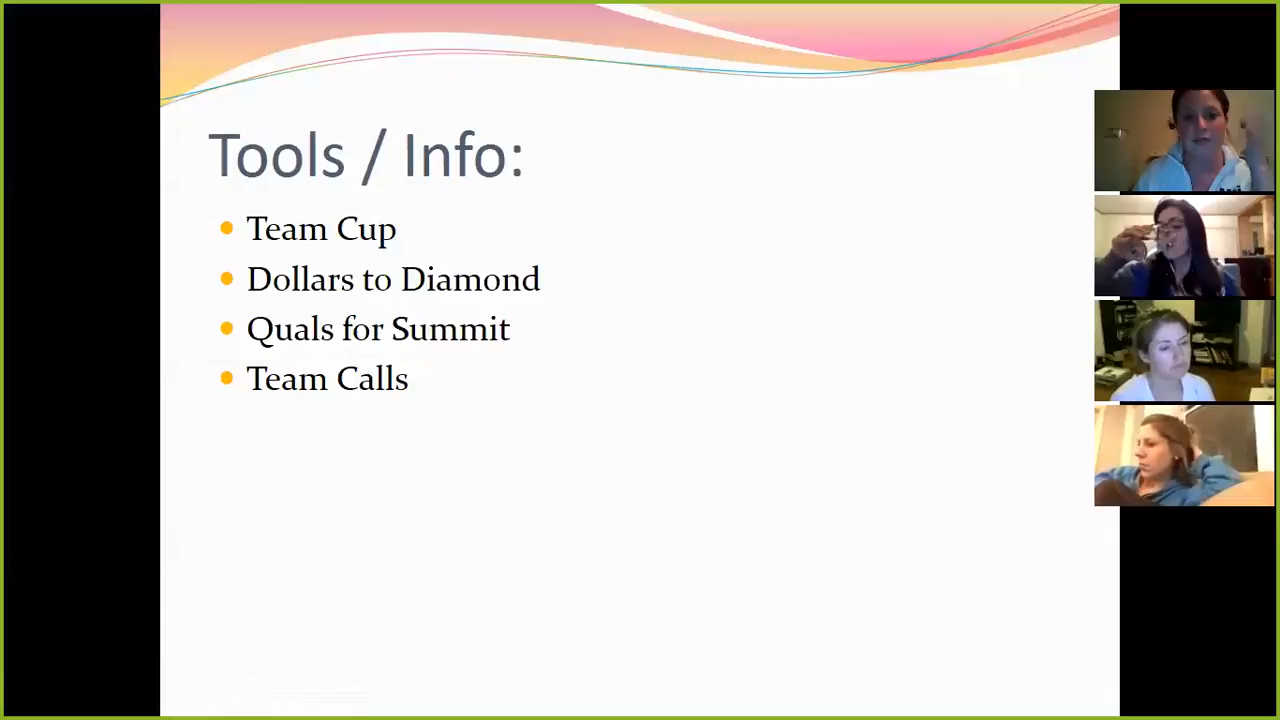 Tools / Info:
Team Cup
Dollars to Diamond
Quals for Summit
Team Calls